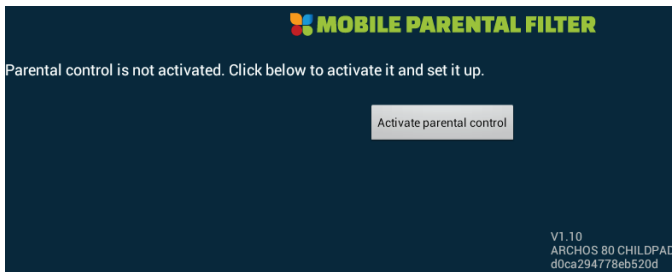 MOBILE PARENTAL FILTER
Parental control is not activated. Click below to activate it and set it up.
Activate parental control
V1.10
ARCHOS 80 CHILDPAD
d0ca294778eb520d